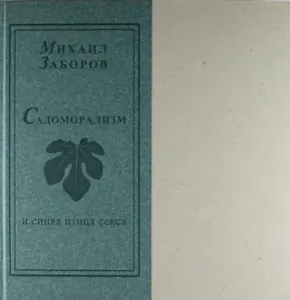 Михаил
Заборов
Садоморализм
и синяя птица секса